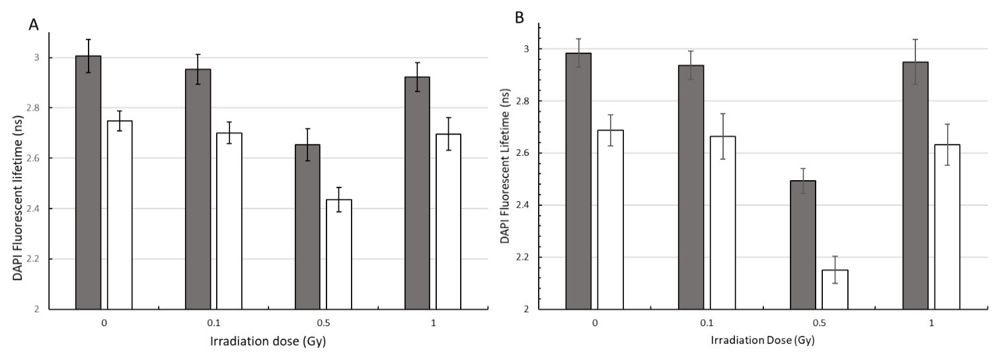 A
DAPI Fluorescent lifetime (ns)
3
2.8
2.6
2.4
2.2
2
0 0.1 0.5 1
Irradiation dose (Gy)
B
DAPI Fluorescent Lifetime (ns)
3
2.8
2.6
2.4
2.2
2
0 0.1 0.5 1
Irradiation Dose (Gy)